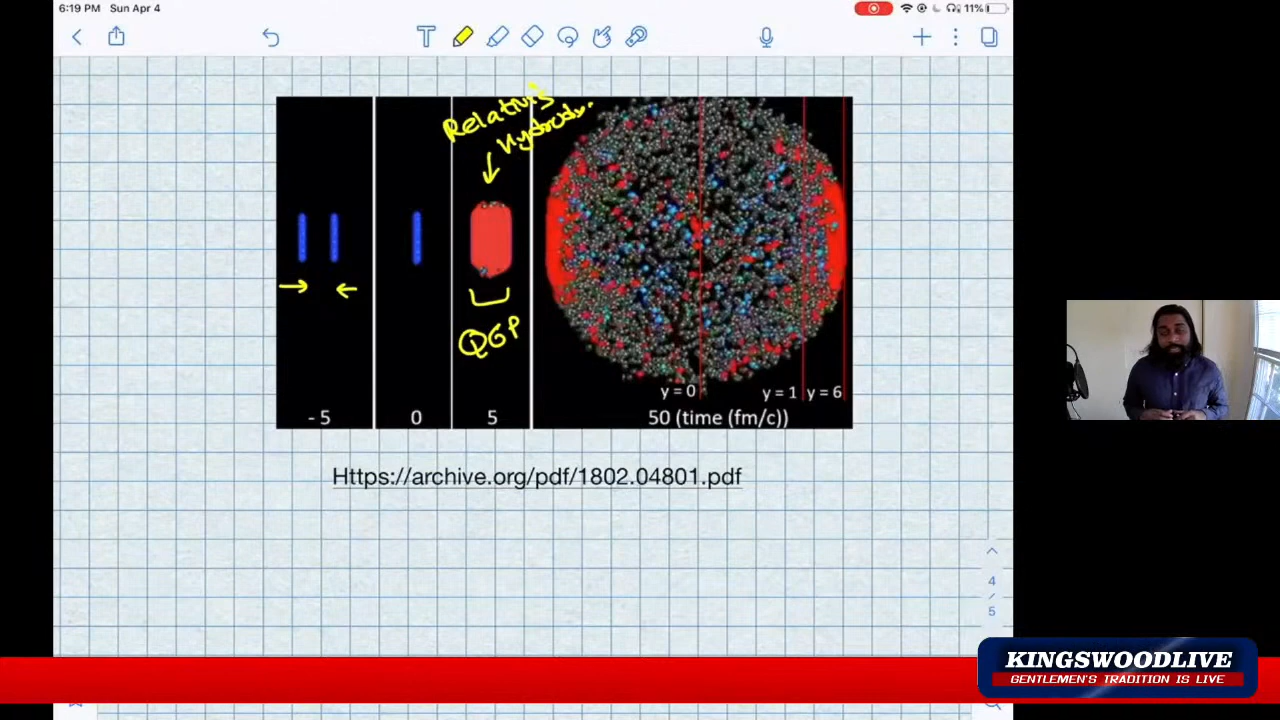 6:19 PM Sun Apr 4
11%
T
Relativis
Hydrody.
QGP
y = 0
y = 1
y = 6
- 5
0
5
50 (time (fm/c))
Https://archive.org/pdf/1802.04801.pdf
4
/
5
KINGSWOODLIVE
GENTLEMEN'S TRADITION IS LIVE